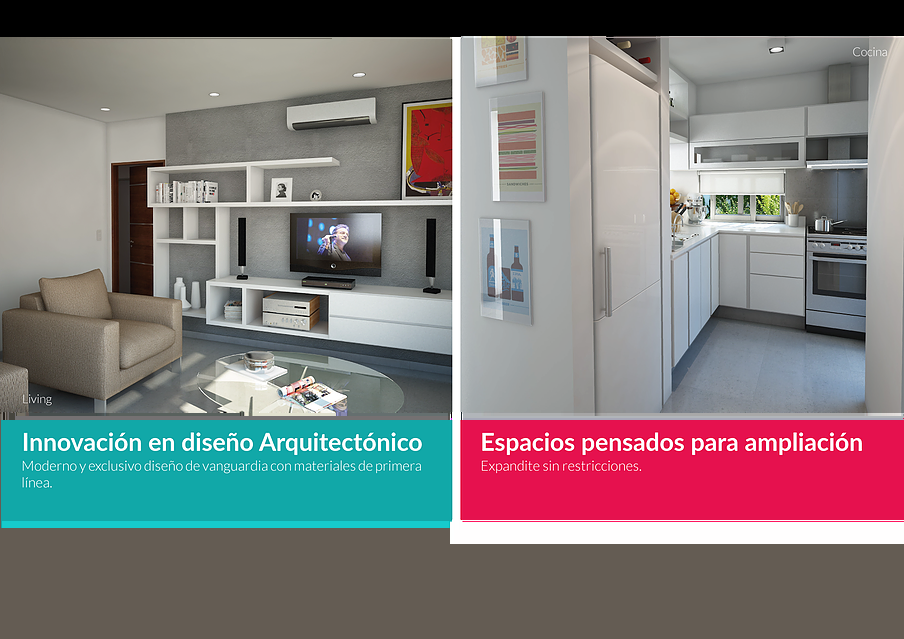 Cocina
SANDWICHES
Living
Innovación en diseño Arquitectónico
Moderno y exclusivo diseño de vanguardia con materiales de primera
línea.
Espacios pensados para ampliación
Expandite sin restricciones.